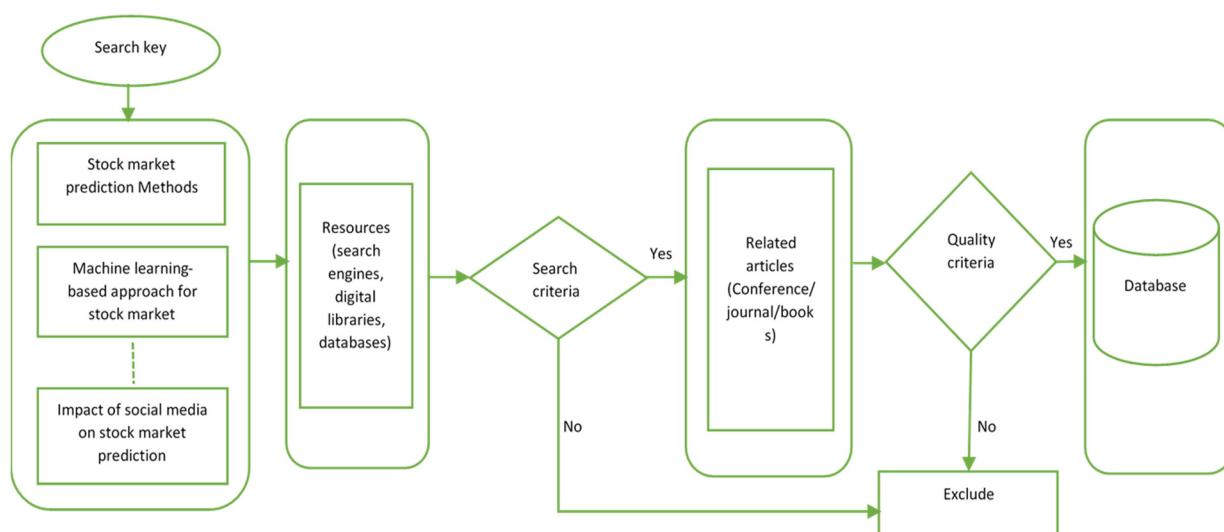 Search key
Stock market
prediction Methods
Machine learning-
based approach for
stock market
Impact of social media
on stock market
prediction
Resources
(search
engines,
digital
libraries,
databases)
Search
criteria
Yes
No
Related
articles
(Conference/
journal/book
s)
Quality
criteria
Yes
No
Database
Exclude